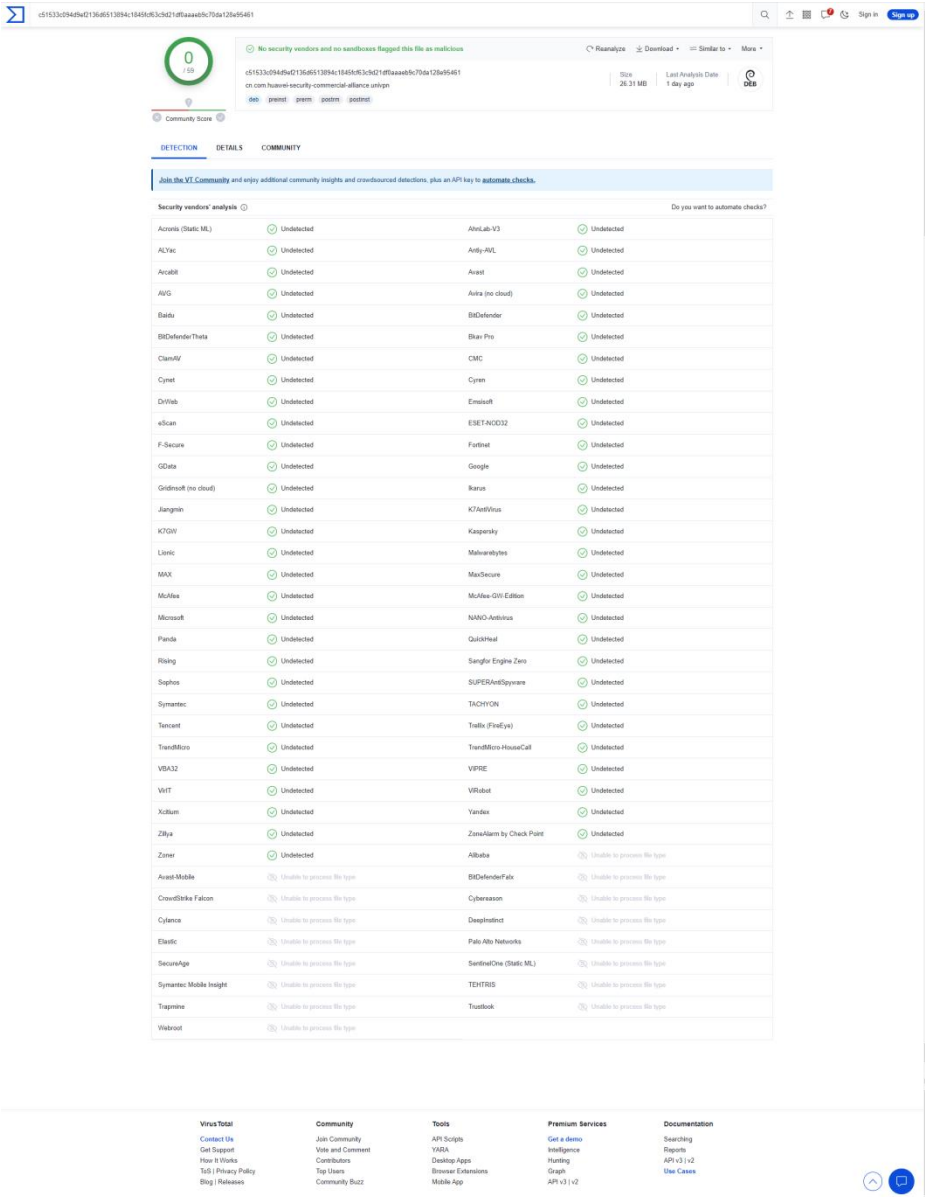 c51533c094d9ef2136d6513894c1845fcf63c9d21df0aaaeb9c70da128e95461
7
Sign in
Sign up
0
/ 59
Community Score
No security vendors and no sandboxes flagged this file as malicious
Reanalyze
Download
Similar to
More
c51533c094d9ef2136d6513894c1845fcf63c9d21df0aaaeb9c70da128e95461
cn.com.huawei-security-commercial-alliance.univpn
deb preinst prerm postrm postinst
Size
26.31 MB
Last Analysis Date
1 day ago
DEB
DETECTION DETAILS COMMUNITY
Join the VT Community and enjoy additional community insights and crowdsourced detections, plus an API key to automate checks.
Security vendors' analysis
Do you want to automate checks?
Acronis (Static ML) Undetected AhnLab-V3 Undetected
ALYac Undetected Antiy-AVL Undetected
Arcabit Undetected Avast Undetected
AVG Undetected Avira (no cloud) Undetected
Baidu Undetected BitDefender Undetected
BitDefenderTheta Undetected Bkav Pro Undetected
ClamAV Undetected CMC Undetected
Cynet Undetected Cyren Undetected
DrWeb Undetected Emsisoft Undetected
eScan Undetected ESET-NOD32 Undetected
F-Secure Undetected Fortinet Undetected
GData Undetected Google Undetected
Gridinsoft (no cloud) Undetected Ikarus Undetected
Jiangmin Undetected K7AntiVirus Undetected
K7GW Undetected Kaspersky Undetected
Lionic Undetected Malwarebytes Undetected
MAX Undetected MaxSecure Undetected
McAfee Undetected McAfee-GW-Edition Undetected
Microsoft Undetected NANO-Antivirus Undetected
Panda Undetected QuickHeal Undetected
Rising Undetected Sangfor Engine Zero Undetected
Sophos Undetected SUPERAntiSpyware Undetected
Symantec Undetected TACHYON Undetected
Tencent Undetected Trellix (FireEye) Undetected
TrendMicro Undetected TrendMicro-HouseCall Undetected
VBA32 Undetected VIPRE Undetected
VirIT Undetected ViRobot Undetected
Xcitium Undetected Yandex Undetected
Zillya Undetected ZoneAlarm by Check Point Undetected
Zoner Undetected Alibaba Unable to process file type
Avast-Mobile Unable to process file type BitDefenderFalx Unable to process file type
CrowdStrike Falcon Unable to process file type Cybereason Unable to process file type
Cylance Unable to process file type DeepInstinct Unable to process file type
Elastic Unable to process file type Palo Alto Networks Unable to process file type
SecureAge Unable to process file type SentinelOne (Static ML) Unable to process file type
Symantec Mobile Insight Unable to process file type TEHTRIS Unable to process file type
Trapmine Unable to process file type Trustlook Unable to process file type
Webroot Unable to process file type
VirusTotal Community Tools Premium Services Documentation
Contact Us Join Community API Scripts Get a demo Searching
Get Support Vote and Comment YARA Intelligence Reports
How It Works Contributors Desktop Apps Hunting API v3 | v2
ToS | Privacy Policy Top Users Browser Extensions Graph Use Cases
Blog | Releases Community Buzz Mobile App API v3 | v2